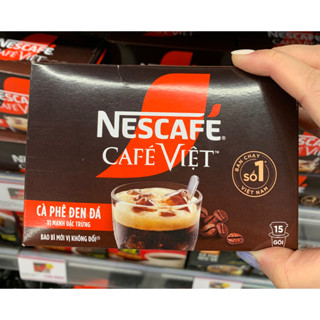 NESCAFÉ
CAFÉ VIỆT™
BÁN CHẠY
SỐ 1
VIỆT NAM
CÀ PHÊ ĐEN ĐÁ
VỊ MẠNH ĐẶC TRƯNG
BAO BÌ MỚI VỊ KHÔNG ĐỔI
15
GÓI